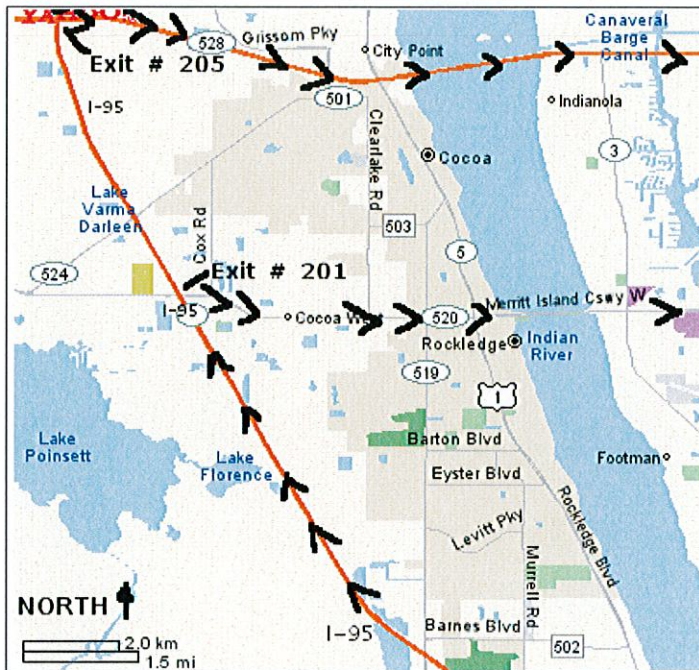 YAHOO!
528
Grissom Pky
City Point
Canaveral
Barge
Canal
Exit # 205
I-95
501
Indianola
3
Clearlake Rd
Cocoa
Lake
Varma
Darleen
Cox Rd
503
5
524
Exit # 201
Merritt Island Cswy
W
I-95
Cocoa West
520
Rockledge
Indian
River
519
1
Lake
Poinsett
Lake
Florence
Barton Blvd
Footman
Eyster Blvd
Levitt Pky
Rockledge Blvd
Murrell Rd
NORTH
I-95
Barnes Blvd
502
2.0 km
1.5 mi